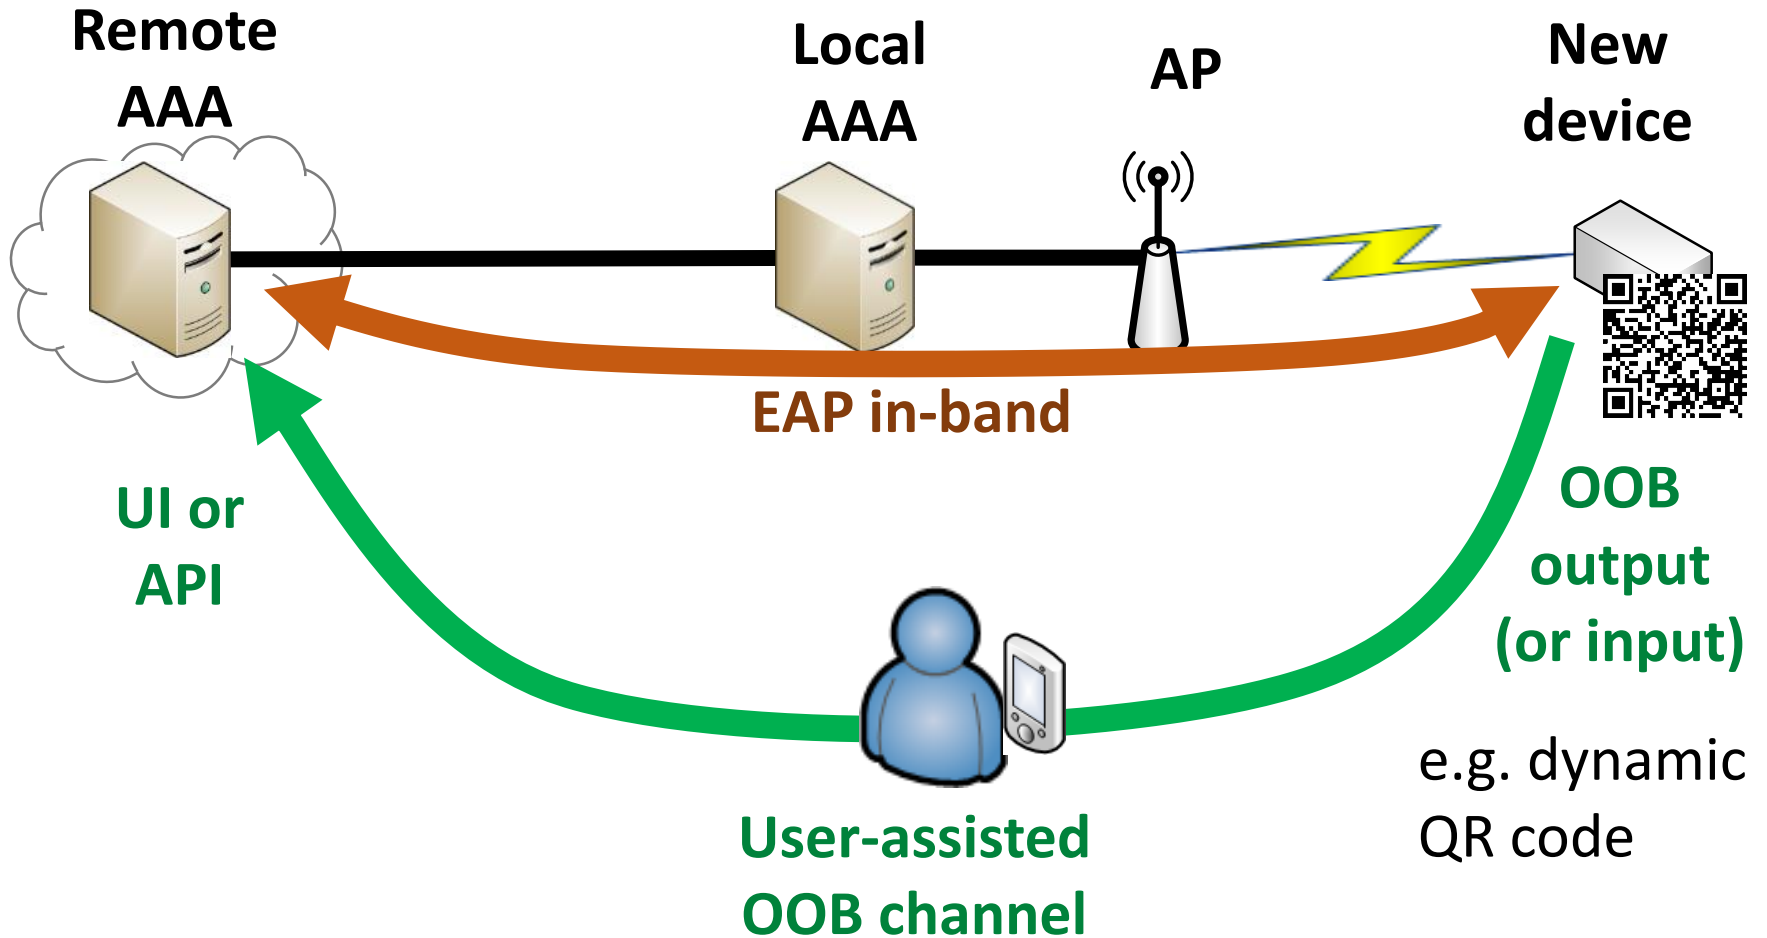 Remote
AAA
Local
AAA
AP
New
device
EAP in-band
UI or
API
OOB
output
(or input)
e.g. dynamic
QR code
User-assisted
OOB channel